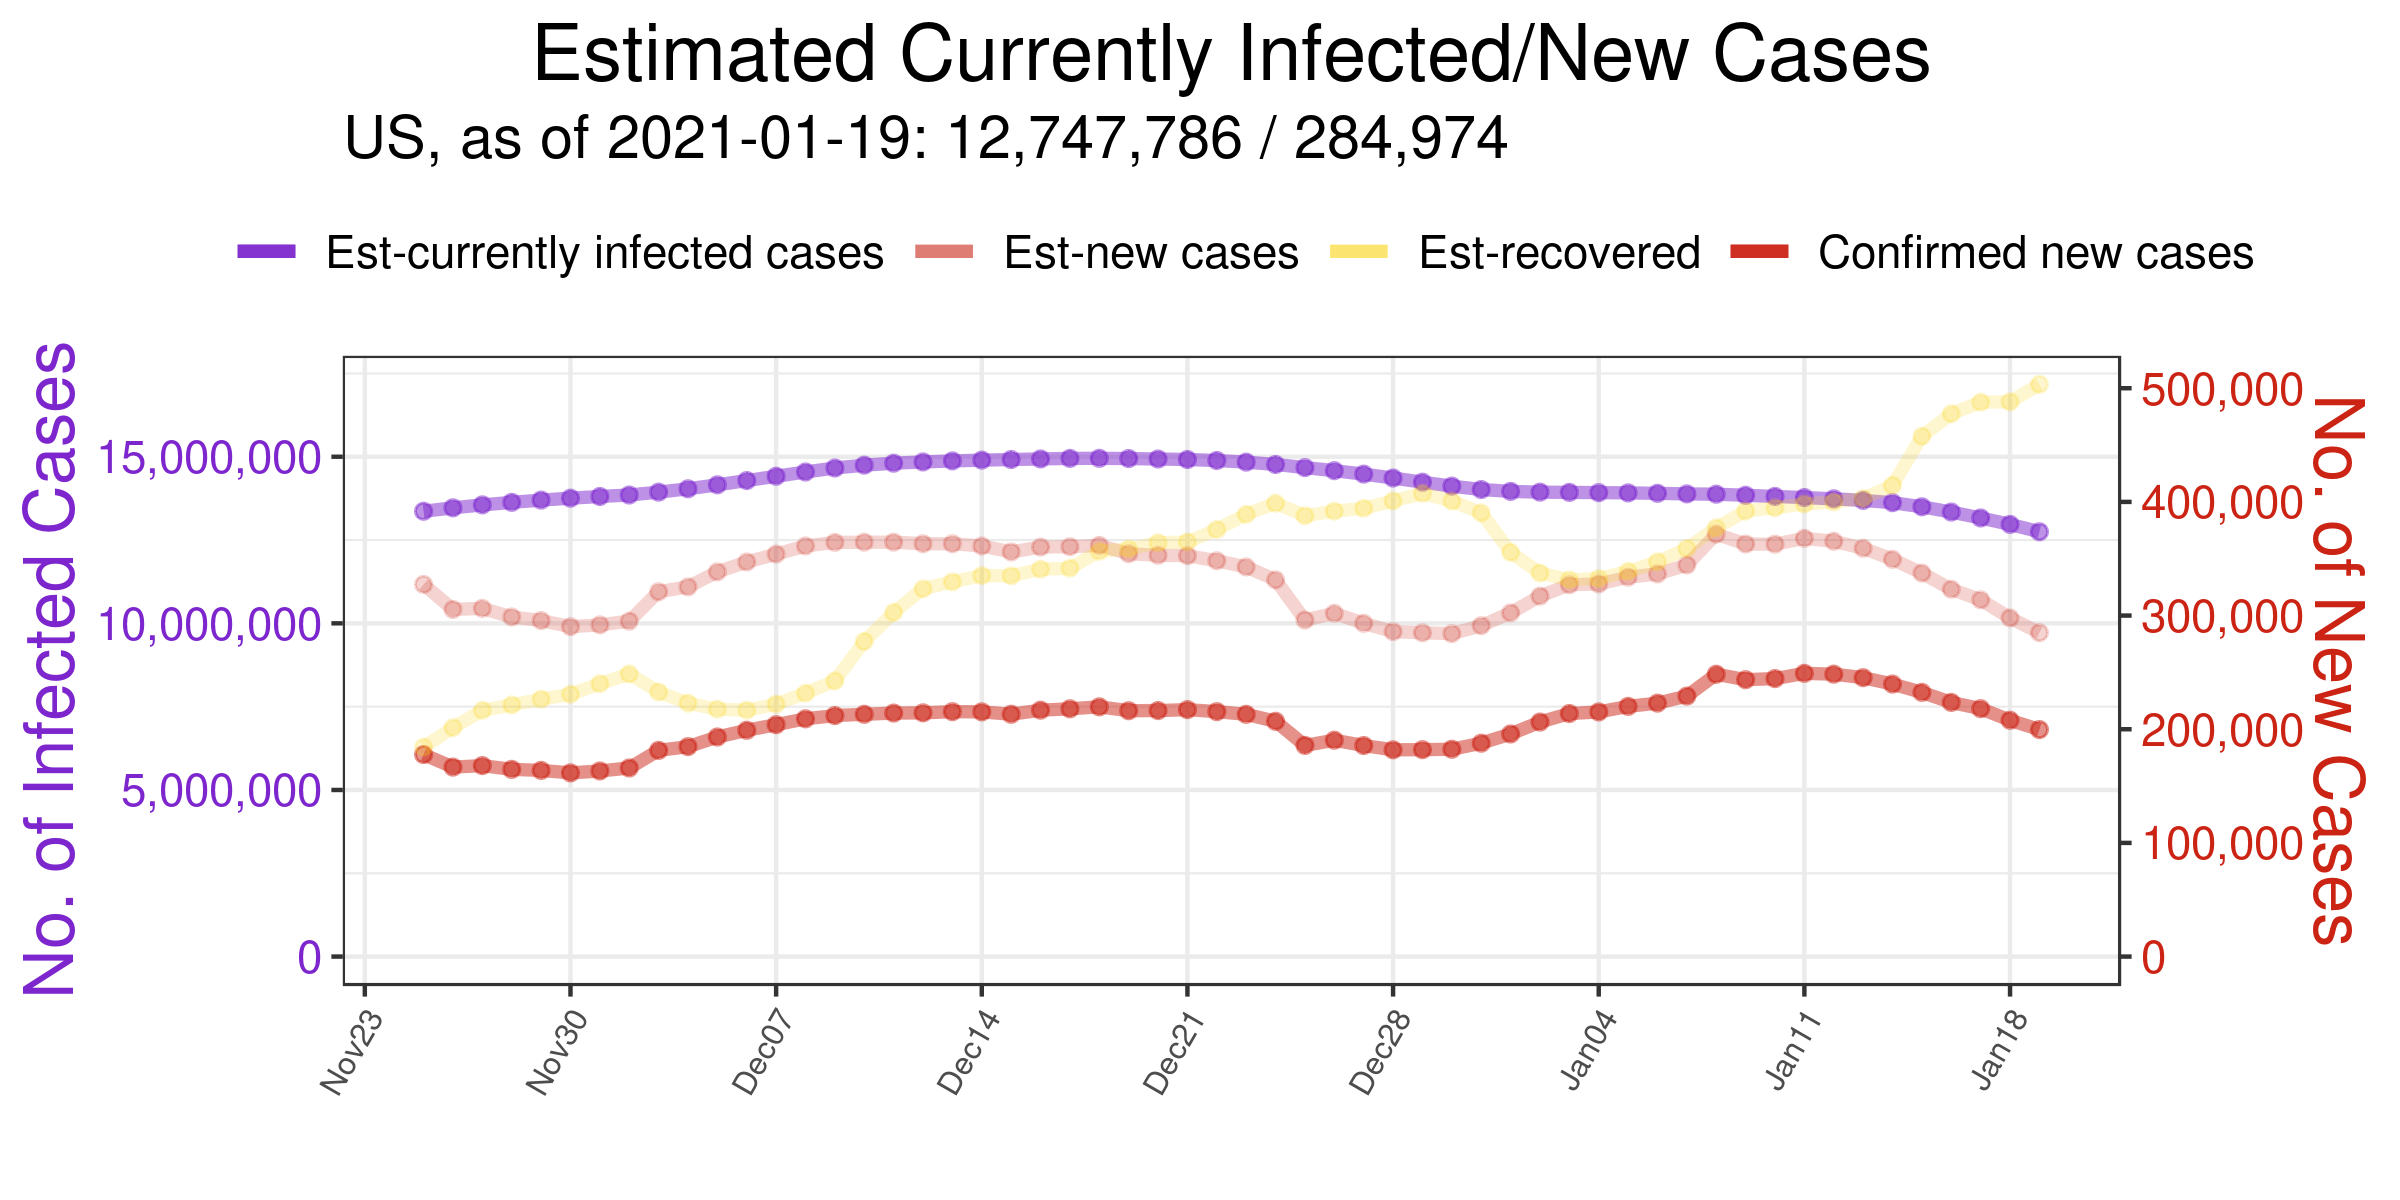 Estimated Currently Infected/New Cases
US, as of 2021-01-19: 12,747,786 / 284,974
Est-currently infected cases Est-new cases Est-recovered Confirmed new cases
No. of Infected Cases
15,000,000
10,000,000
5,000,000
0
500,000
400,000
300,000
200,000
100,000
0
No. of New Cases
Nov23 Nov30 Dec07 Dec14 Dec21 Dec28 Jan04 Jan11 Jan18